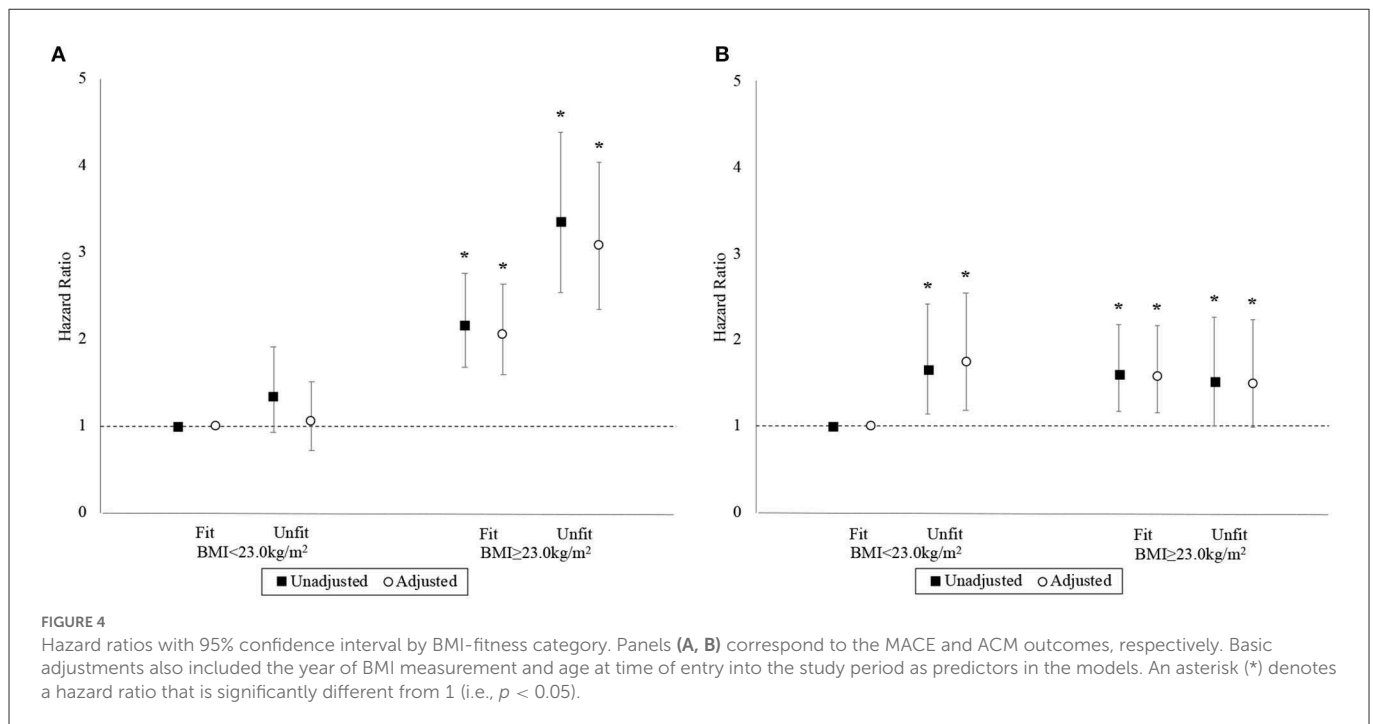 A
5
4
3
2
1
0
Hazard Ratio
* * * *
Fit Unfit Fit Unfit
BMI<23.0kg/m² BMI≥23.0kg/m²
■ Unadjusted ○ Adjusted
B
5
4
3
2
1
0
Hazard Ratio
* * * * * *
Fit Unfit Fit Unfit
BMI<23.0kg/m² BMI≥23.0kg/m²
■ Unadjusted ○ Adjusted
FIGURE 4
Hazard ratios with 95% confidence interval by BMI-fitness category. Panels (A, B) correspond to the MACE and ACM outcomes, respectively. Basic
adjustments also included the year of BMI measurement and age at time of entry into the study period as predictors in the models. An asterisk (*) denotes
a hazard ratio that is significantly different from 1 (i.e., p < 0.05).